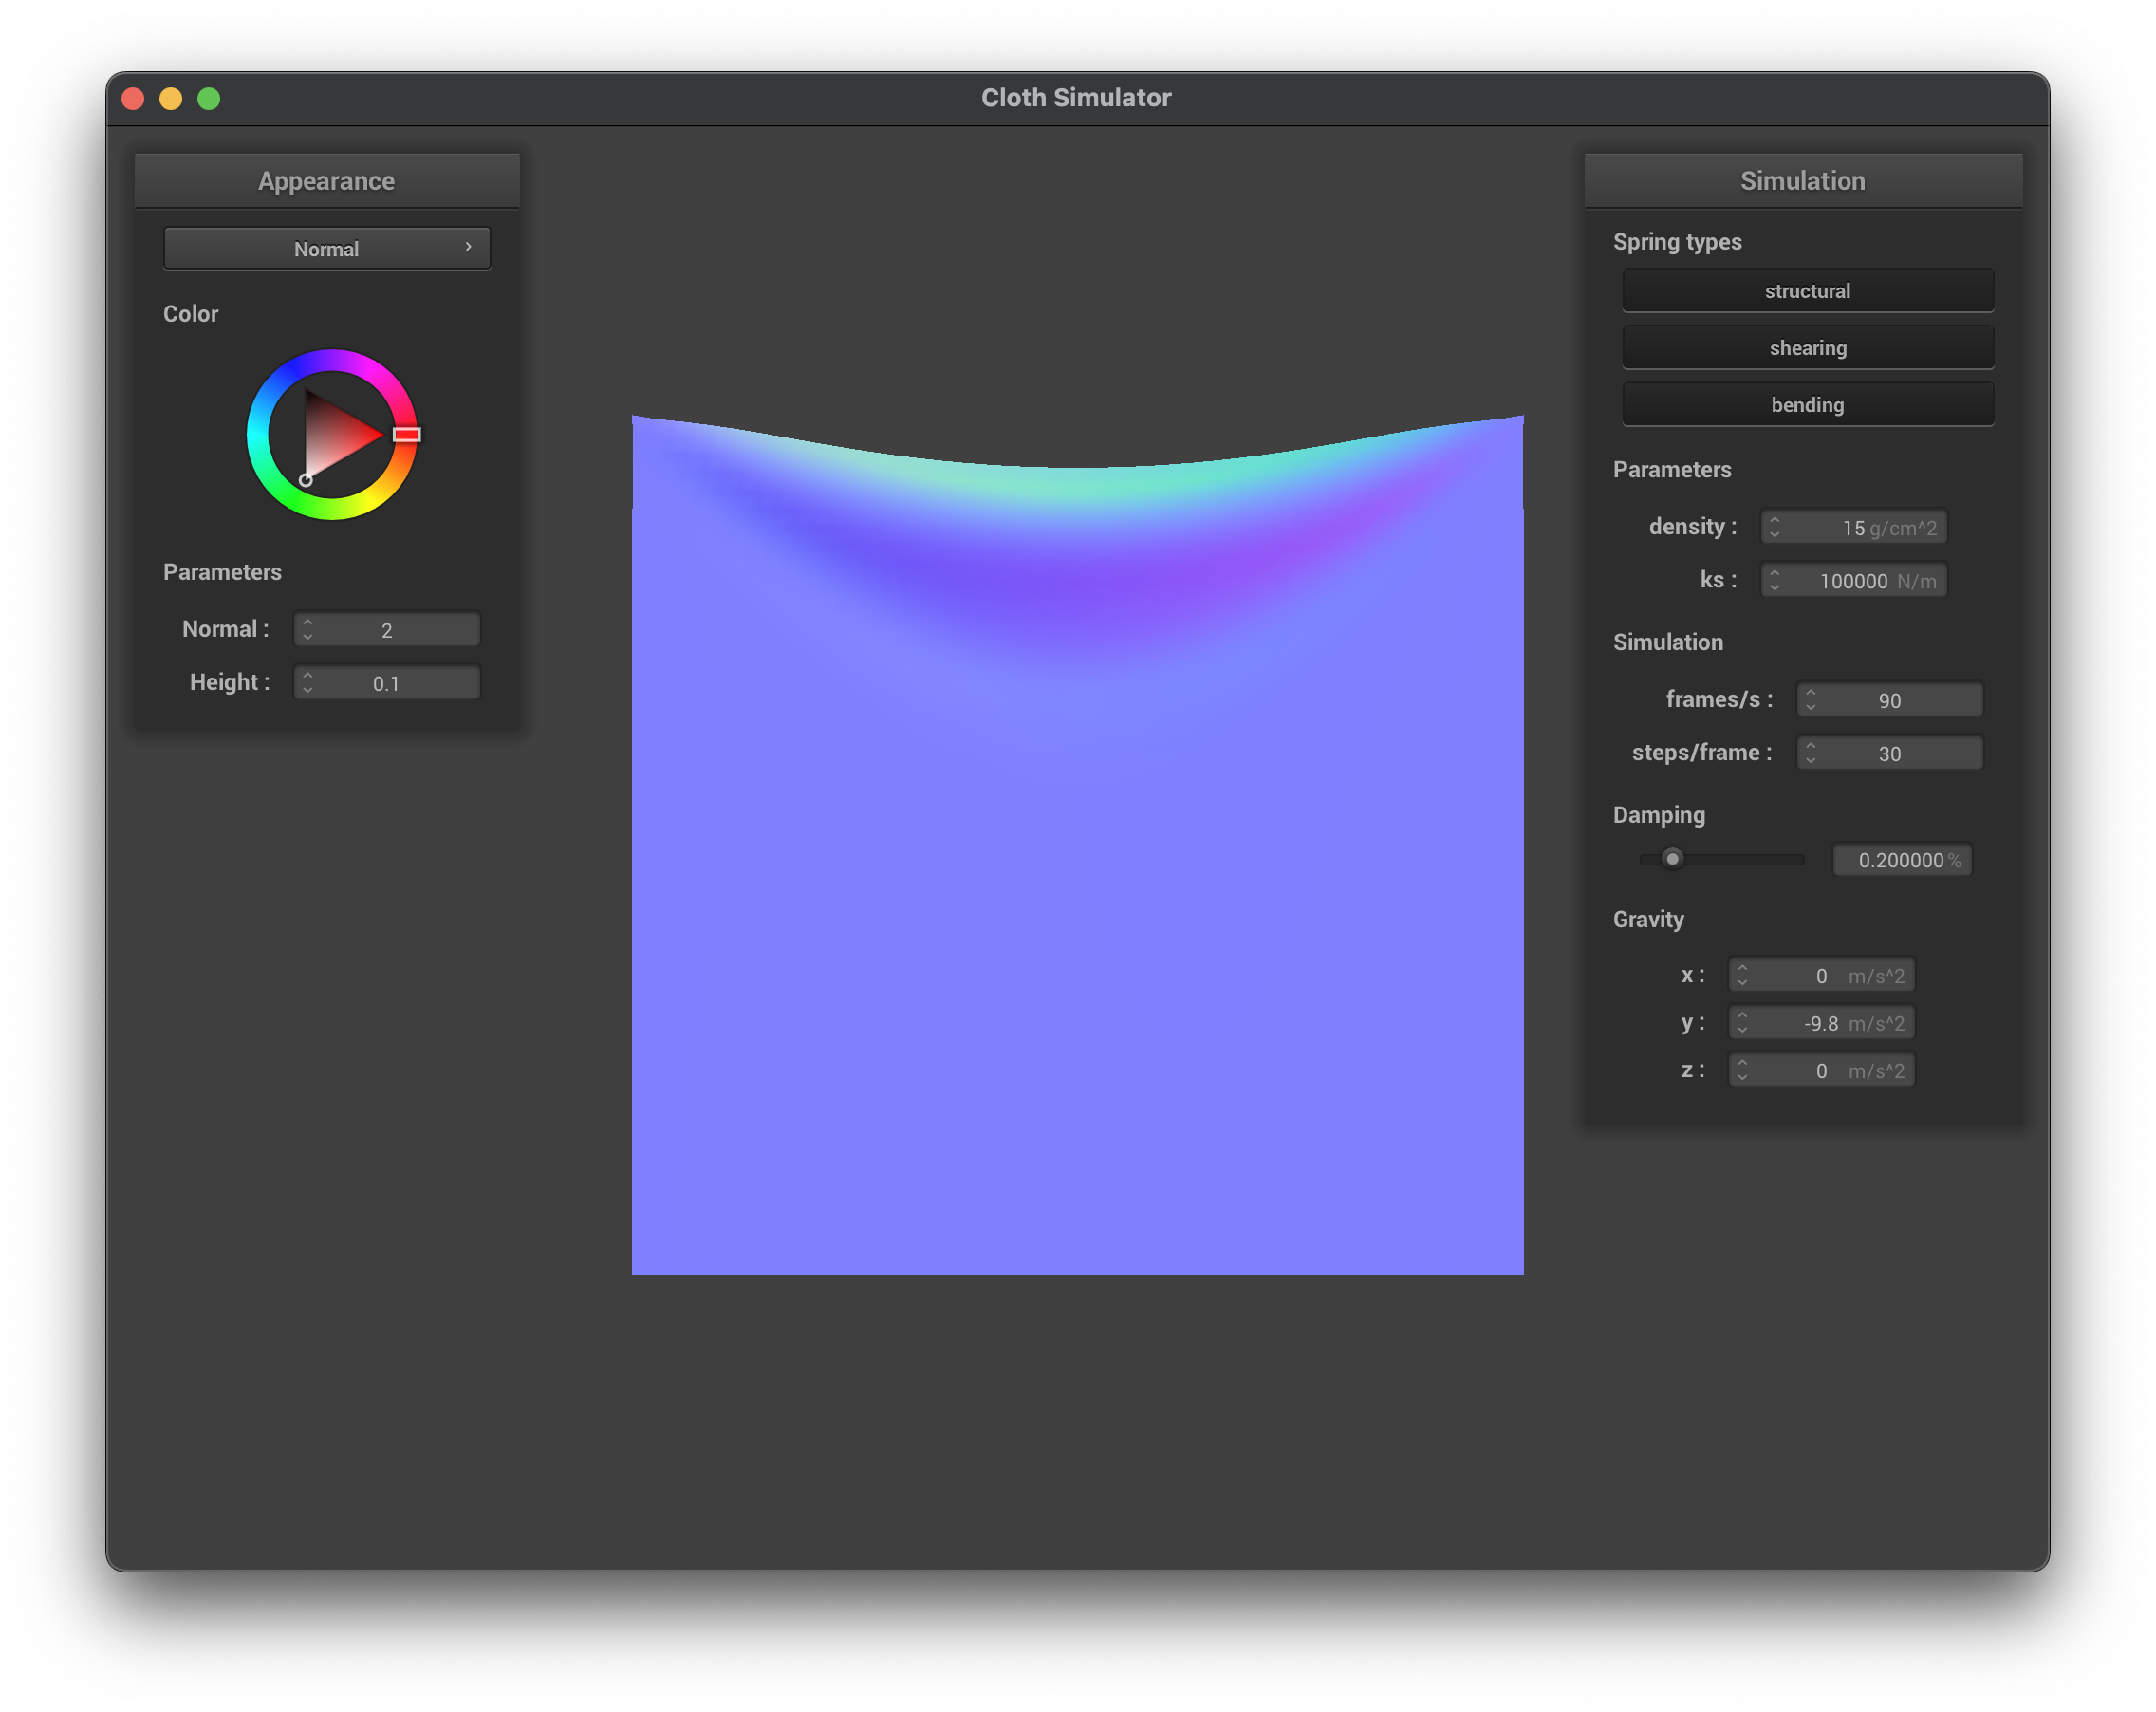 Cloth Simulator
Appearance
Normal
Color
Parameters
Normal : 2
Height : 0.1
Simulation
Spring types
structural
shearing
bending
Parameters
density : 15 g/cm^2
ks : 100000 N/m
Simulation
frames/s : 90
steps/frame : 30
Damping
0.200000 %
Gravity
x : 0 m/s^2
y : -9.8 m/s^2
z : 0 m/s^2